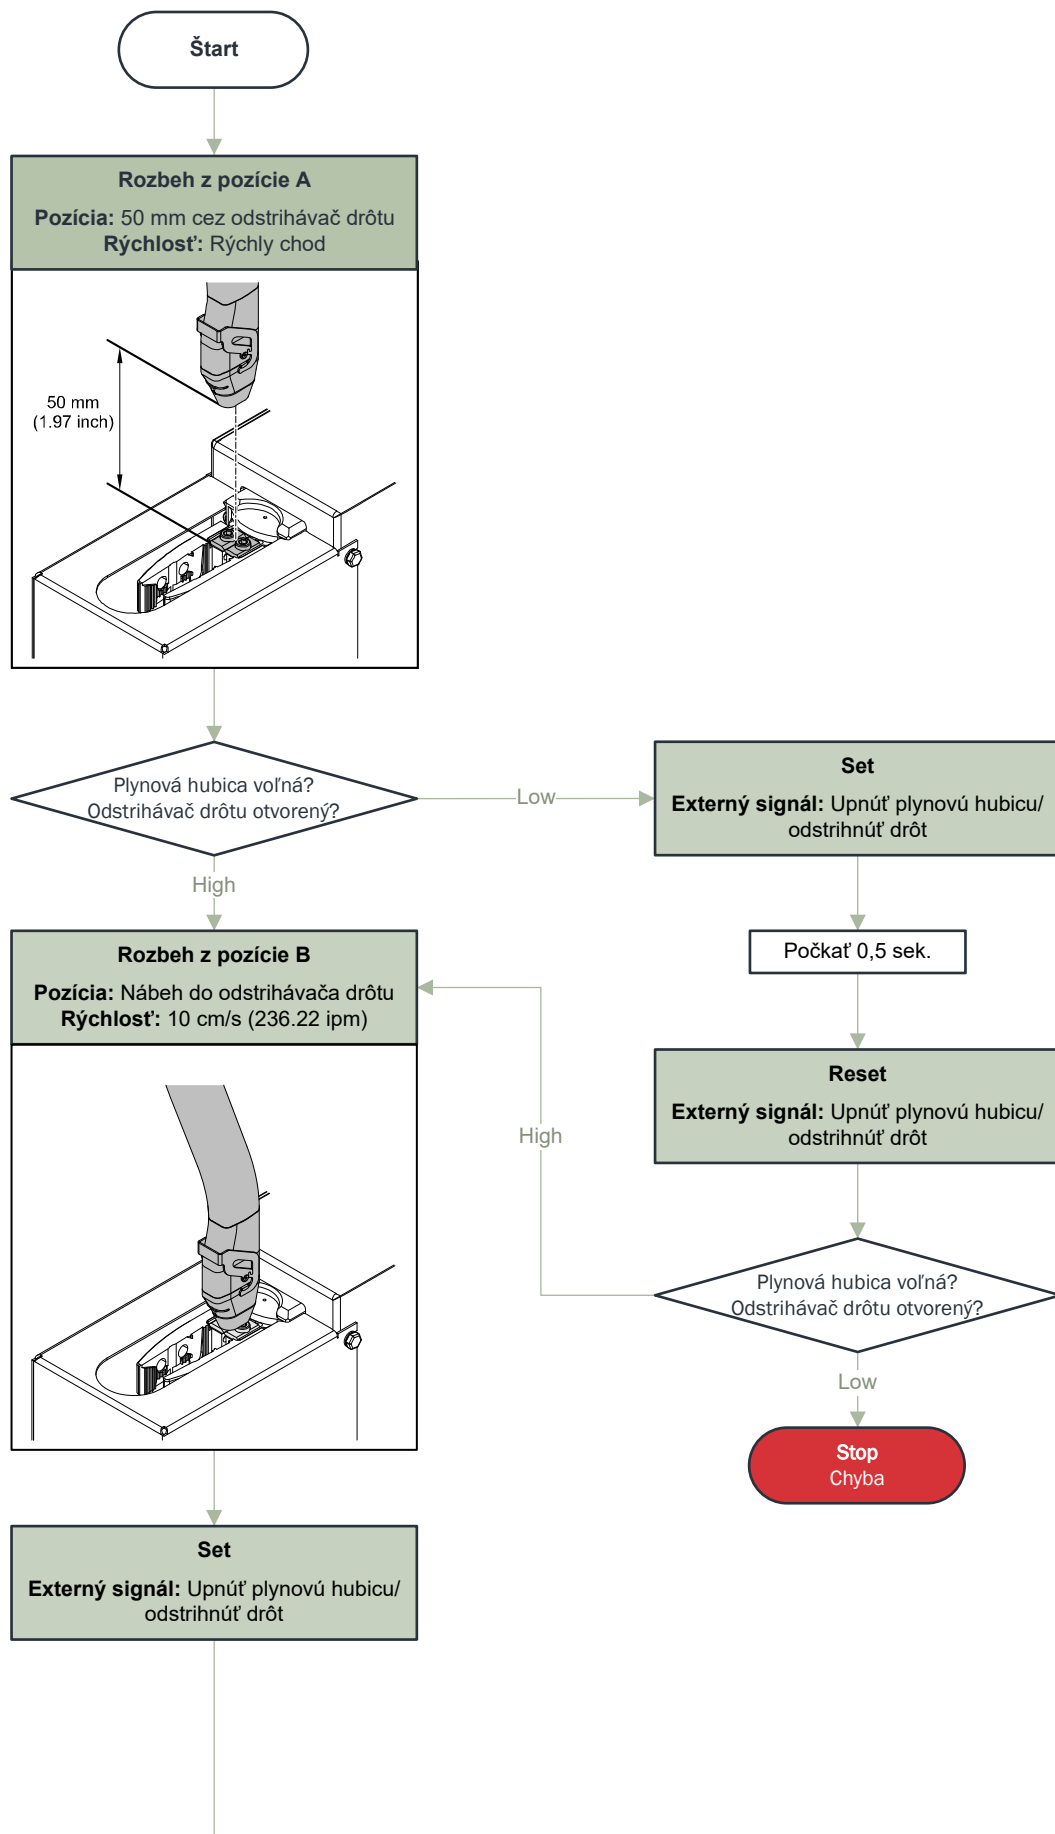 Štart
Rozbeh z pozície A
Pozícia: 50 mm cez odstrihávač drôtu
Rýchlosť: Rýchly chod
50 mm
(1.97 inch)
Plynová hubica voľná?
Odstrihávač drôtu otvorený?
Low
Set
Externý signál: Upnúť plynovú hubicu/
odstrihnúť drôt
High
Počkať 0,5 sek.
Rozbeh z pozície B
Pozícia: Nábeh do odstrihávača drôtu
Rýchlosť: 10 cm/s (236.22 ipm)
Reset
Externý signál: Upnúť plynovú hubicu/
odstrihnúť drôt
High
Plynová hubica voľná?
Odstrihávač drôtu otvorený?
Low
Stop
Chyba
Set
Externý signál: Upnúť plynovú hubicu/
odstrihnúť drôt